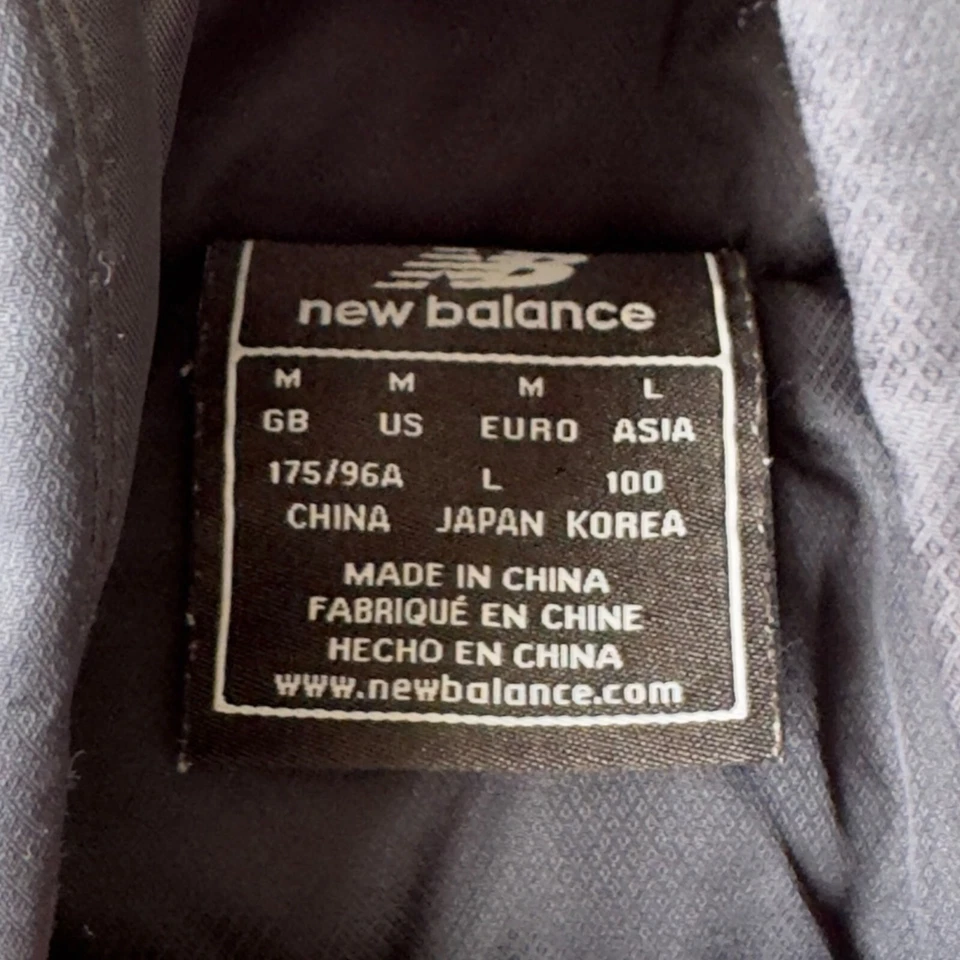 NB
new balance
M M M L
GB US EURO ASIA
175/96A L 100
CHINA JAPAN KOREA
MADE IN CHINA
FABRIQUÉ EN CHINE
HECHO EN CHINA
www.newbalance.com